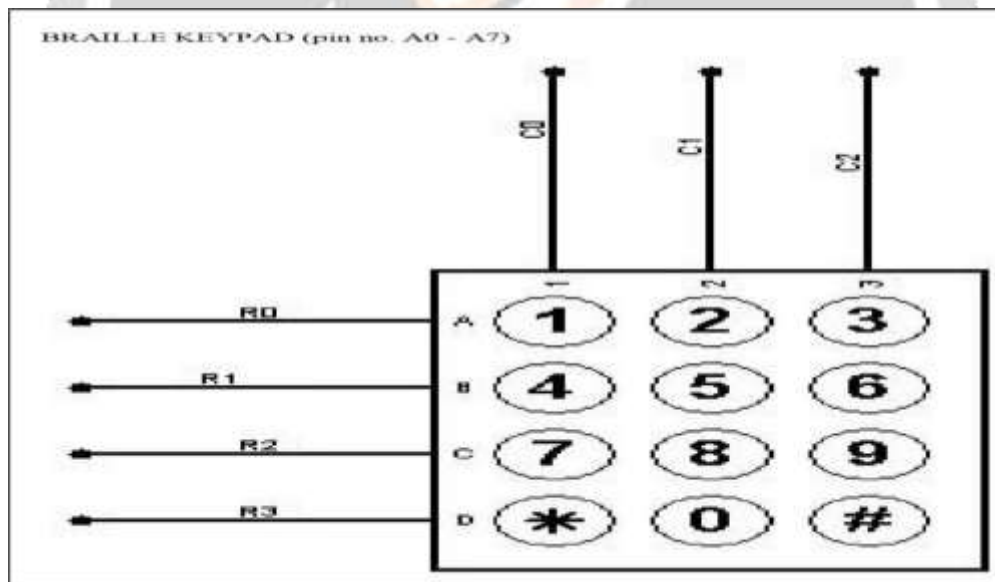 BRAILLE KEYPAD (pin no. A0 - A7)
C0 C1 C2
1 2 3
R0 A 1 2 3
R1 B 4 5 6
R2 C 7 8 9
R3 D * 0 #